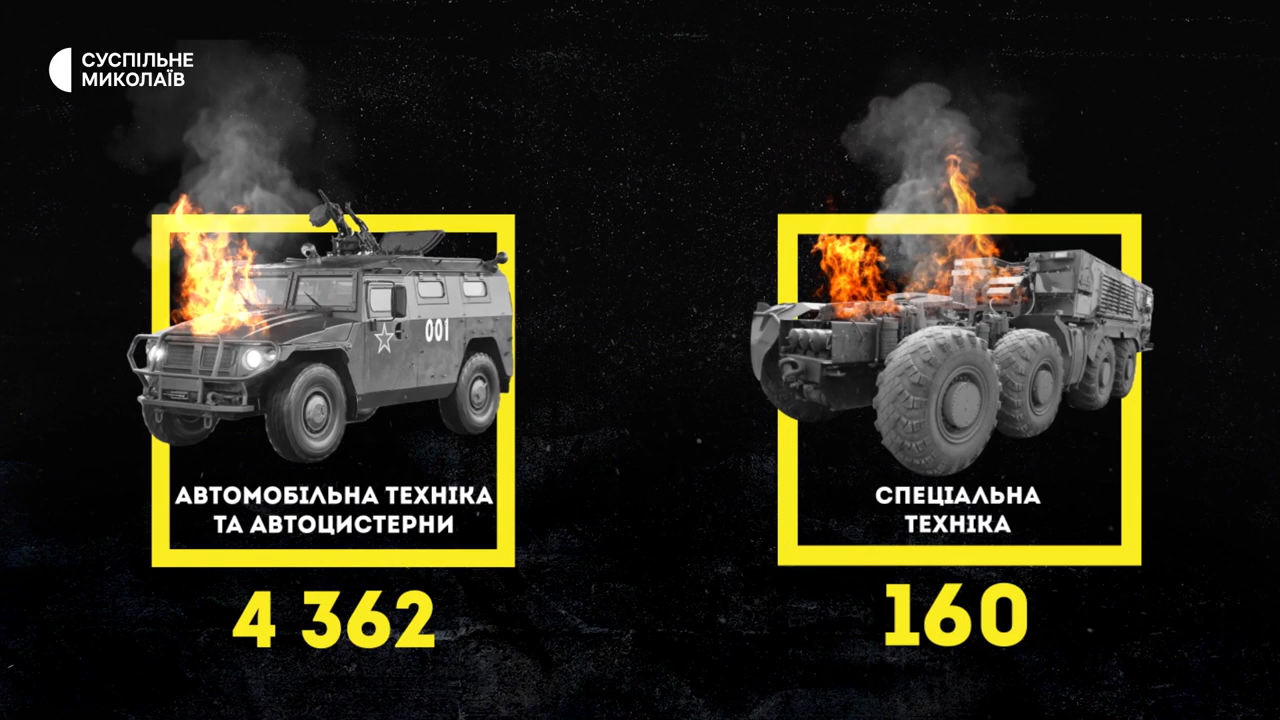 СУСПІЛЬНЕ
МИКОЛАЇВ
001
АВТОМОБІЛЬНА ТЕХНІКА
ТА АВТОЦИСТЕРНИ
4 362
СПЕЦІАЛЬНА
ТЕХНІКА
160